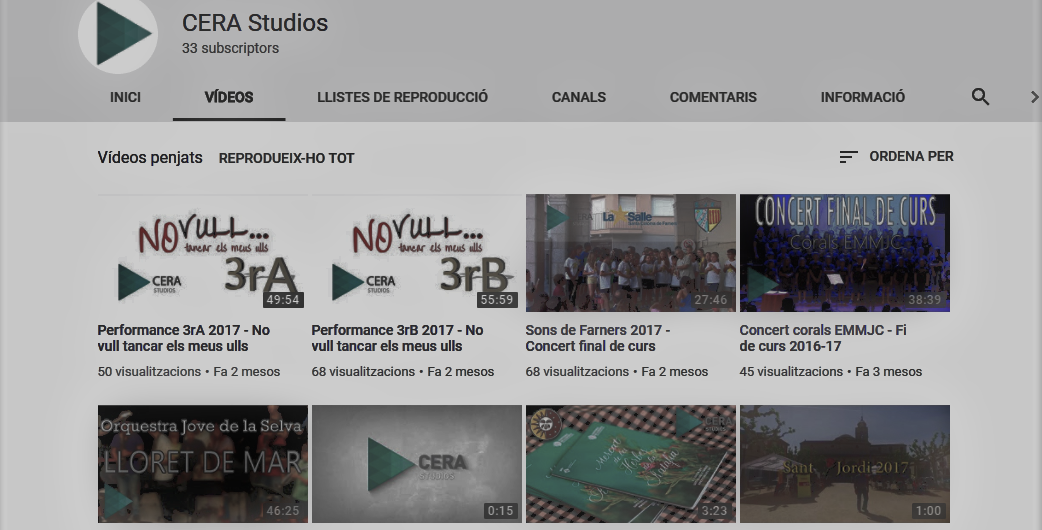 CERA Studios
33 subscriptors
INICI VÍDEOS LLISTES DE REPRODUCCIÓ CANALS COMENTARIS INFORMACIÓ
Vídeos penjats REPRODUEIX-HO TOT ORDENA PER
NO VULL...
tancar els meus ulls
3rA
CERA
STUDIOS
49:54
NO VULL...
tancar els meus ulls
3rB
CERA
STUDIOS
55:59
La Salle
27:46
CONCERT FINAL DE CURS
Corals EMMJC
38:39
Performance 3rA 2017 - No
vull tancar els meus ulls
50 visualitzacions • Fa 2 mesos
Performance 3rB 2017 - No
vull tancar els meus ulls
68 visualitzacions • Fa 2 mesos
Sons de Farners 2017 -
Concert final de curs
68 visualitzacions • Fa 2 mesos
Concert corals EMMJC - Fi
de curs 2016-17
45 visualitzacions • Fa 3 mesos
Orquestra Jove de la Selva
LLORET DE MAR
46:25
CERA
STUDIOS
0:15
CERA
STUDIOS
3:23
Sant Jordi 2017
1:00